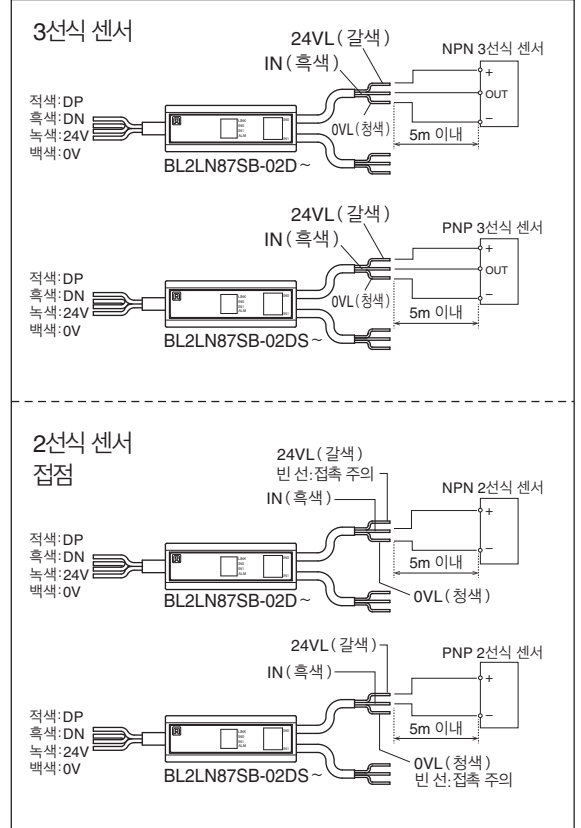 3선식 센서
24VL(갈색)
IN(흑색)
NPN 3선식 센서
+
OUT
−
적색:DP
흑색:DN
녹색:24V
백색:0V
0VL(청색)
5m 이내
BL2LN87SB-02D~
24VL(갈색)
IN(흑색)
PNP 3선식 센서
+
OUT
−
적색:DP
흑색:DN
녹색:24V
백색:0V
0VL(청색)
5m 이내
BL2LN87SB-02DS~
2선식 센서
접점
24VL(갈색)
빈 선:접촉 주의
IN(흑색)
NPN 2선식 센서
+
−
적색:DP
흑색:DN
녹색:24V
백색:0V
5m 이내
0VL(청색)
BL2LN87SB-02D~
24VL(갈색)
IN(흑색)
PNP 2선식 센서
+
−
적색:DP
흑색:DN
녹색:24V
백색:0V
5m 이내
0VL(청색)
빈 선:접촉 주의
BL2LN87SB-02DS~